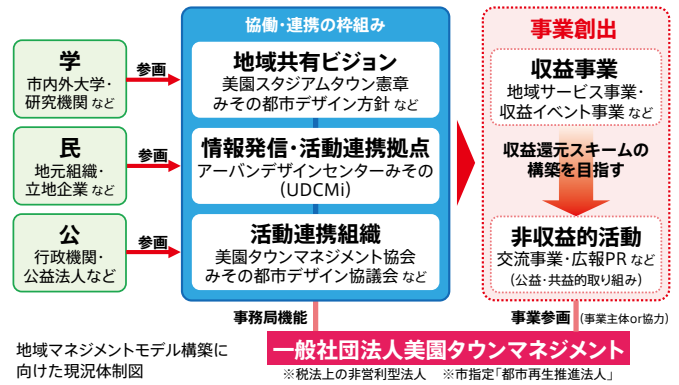 学
市内外大学・
研究機関 など
参画
民
地元組織・
立地企業 など
参画
公
行政機関・
公益法人など
参画
協働・連携の枠組み
地域共有ビジョン
美園スタジアムタウン憲章
みその都市デザイン方針 など
情報発信・活動連携拠点
アーバンデザインセンターみその
(UDCMi)
活動連携組織
美園タウンマネジメント協会
みその都市デザイン協議会 など
事業創出
収益事業
地域サービス事業・
収益イベント事業 など
収益還元スキームの
構築を目指す
非収益的活動
交流事業・広報PR など
(公益・共益的取り組み)
事務局機能
事業参画 (事業主体or協力)
一般社団法人美園タウンマネジメント
※税法上の非営利型法人 ※市指定「都市再生推進法人」
地域マネジメントモデル構築に
向けた現況体制図